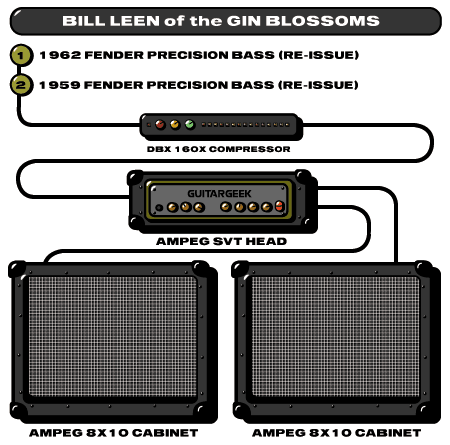 BILL LEEN of the GIN BLOSSOMS
1 1962 FENDER PRECISION BASS (RE-ISSUE)
2 1959 FENDER PRECISION BASS (RE-ISSUE)
DBX 160X COMPRESSOR
GUITARGEEK
AMPEG SVT HEAD
AMPEG 8X10 CABINET
AMPEG 8X10 CABINET